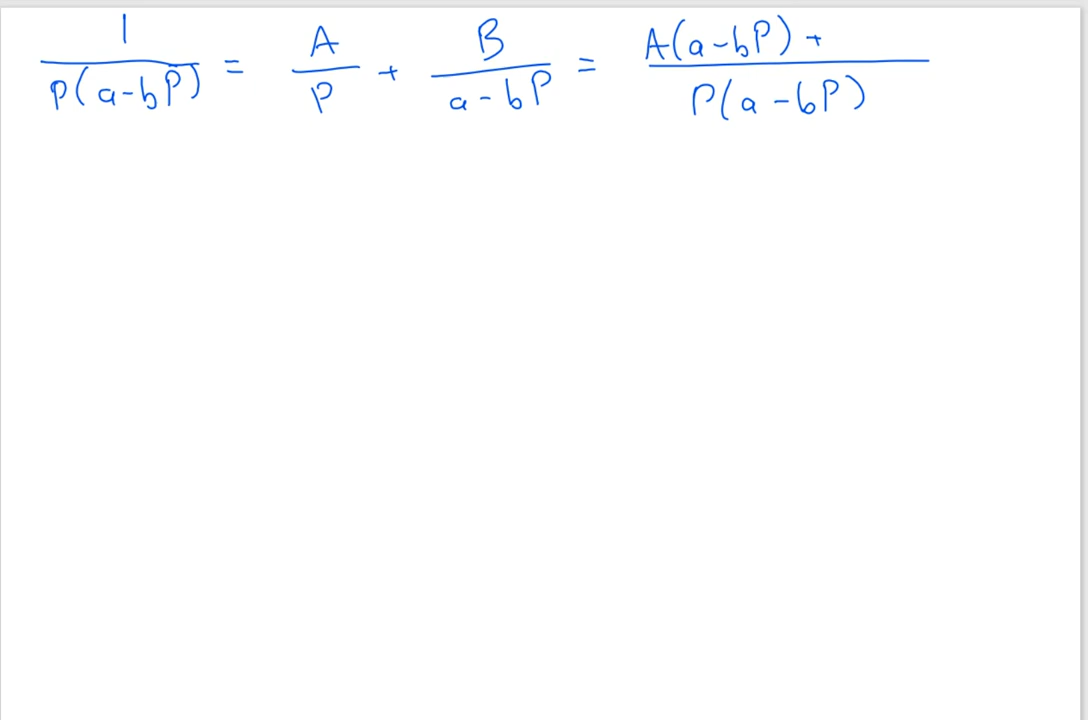 1/(P(a-bP)) = A/P + B/(a-bP) = (A(a-bP) +)/(P(a-bP))